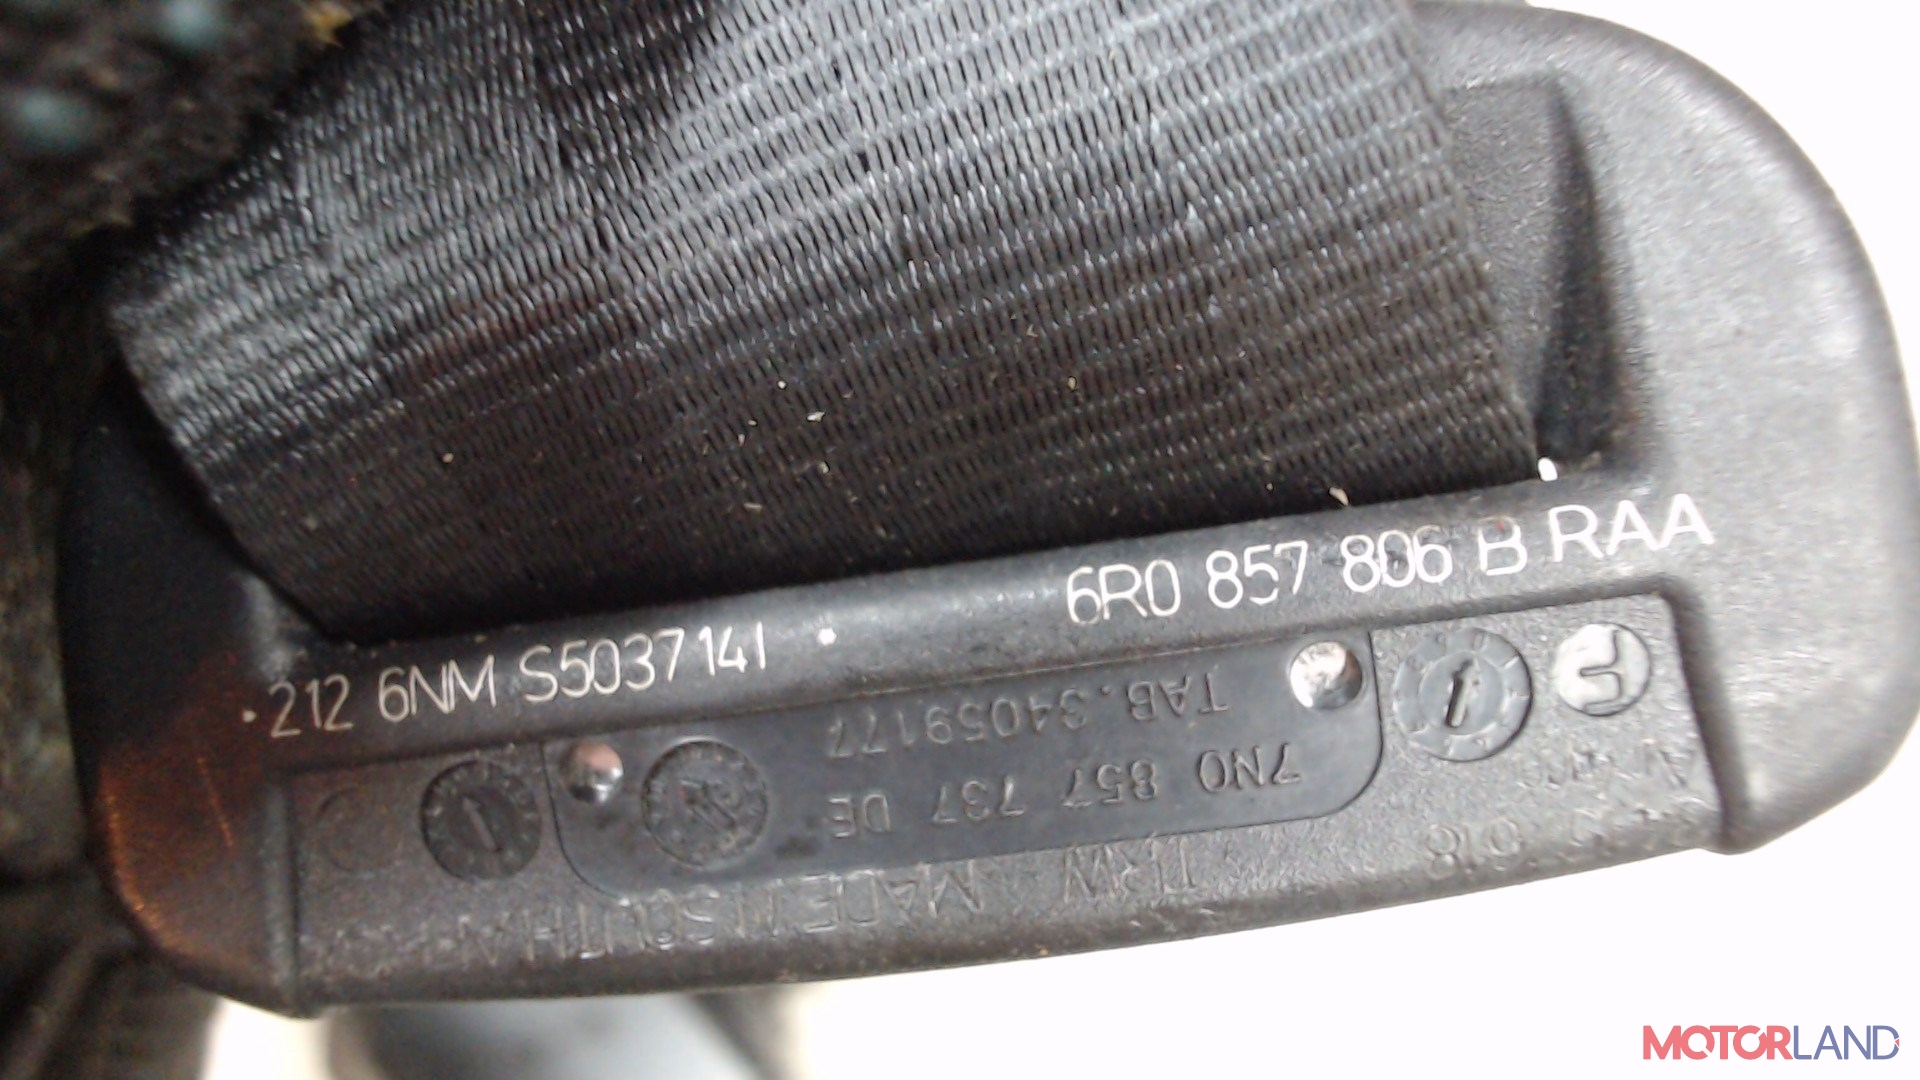 6R0 857 806 B RAA
212 6NM S5037141
TAB.34059177
7N0 857 737 DE
TRW MADE IN SOUTH
MOTORLAND